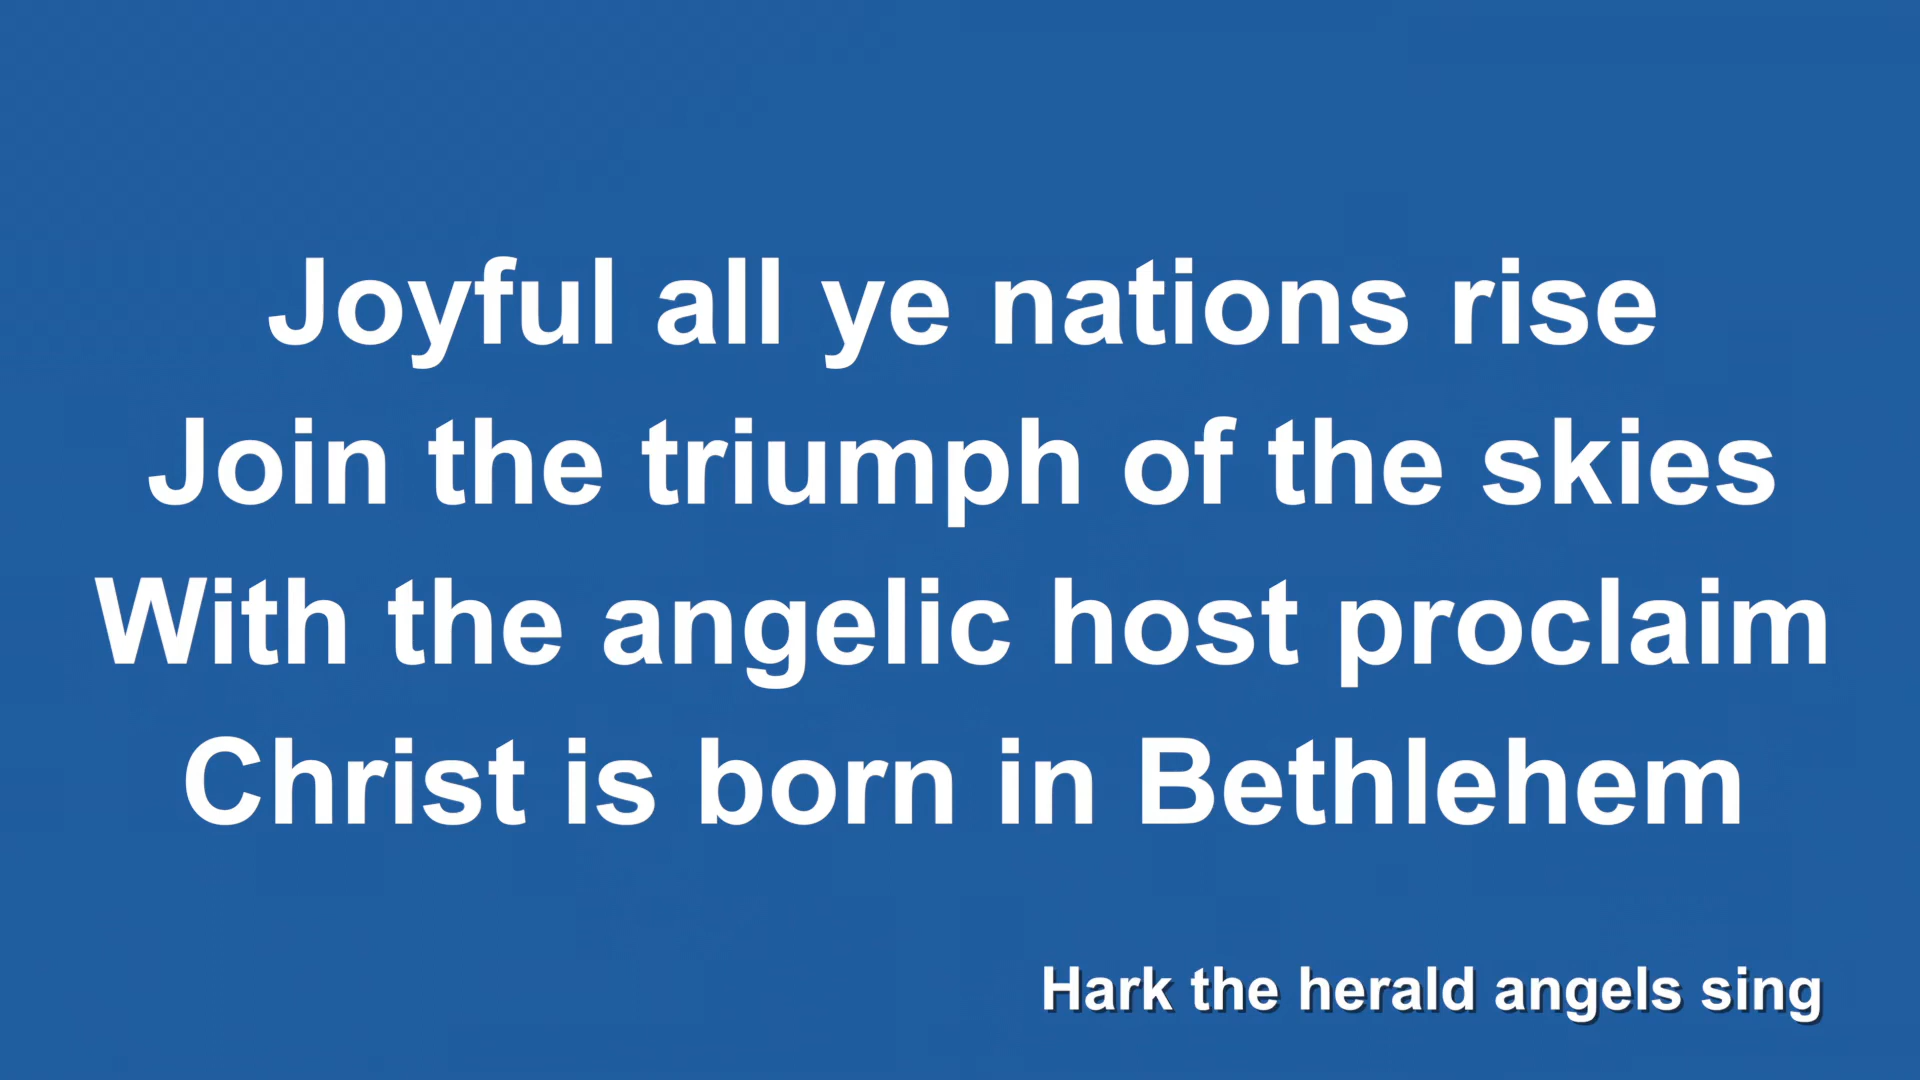 Joyful all ye nations rise
Join the triumph of the skies
With the angelic host proclaim
Christ is born in Bethlehem
Hark the herald angels sing